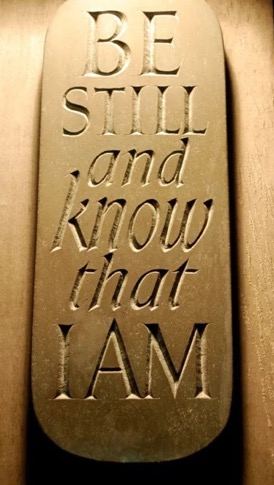 BE
STILL
and
know
that
I AM